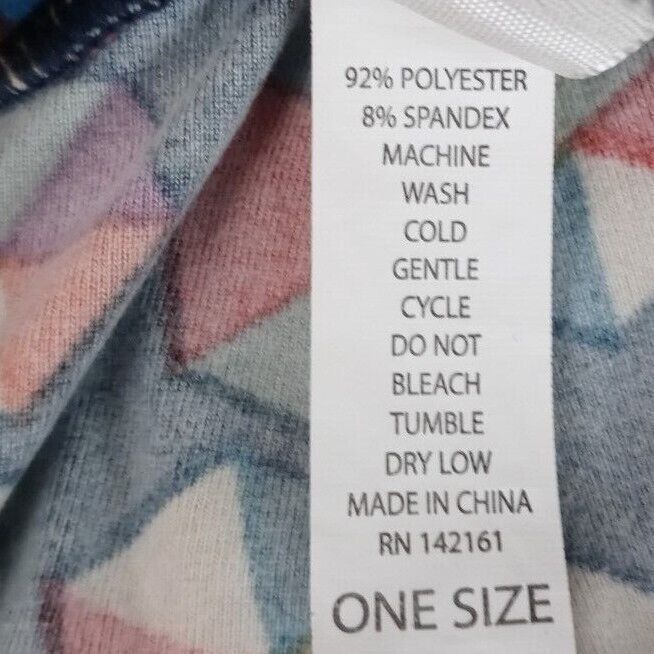 92% POLYESTER
8% SPANDEX
MACHINE
WASH
COLD
GENTLE
CYCLE
DO NOT
BLEACH
TUMBLE
DRY LOW
MADE IN CHINA
RN 142161
ONE SIZE